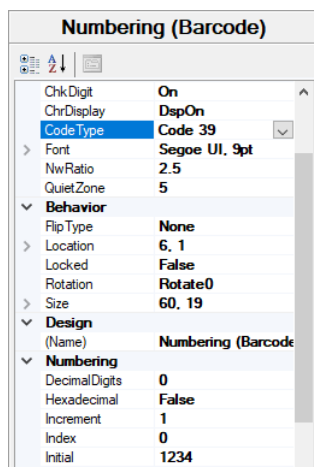 Numbering (Barcode)
ChkDigit On
ChrDisplay DspOn
CodeType Code 39
Font Segoe UI, 9pt
NwRatio 2.5
QuietZone 5
Behavior
FlipType None
Location 6, 1
Locked False
Rotation Rotate0
Size 60, 19
Design
(Name) Numbering (Barcode
Numbering
DecimalDigits 0
Hexadecimal False
Increment 1
Index 0
Initial 1234